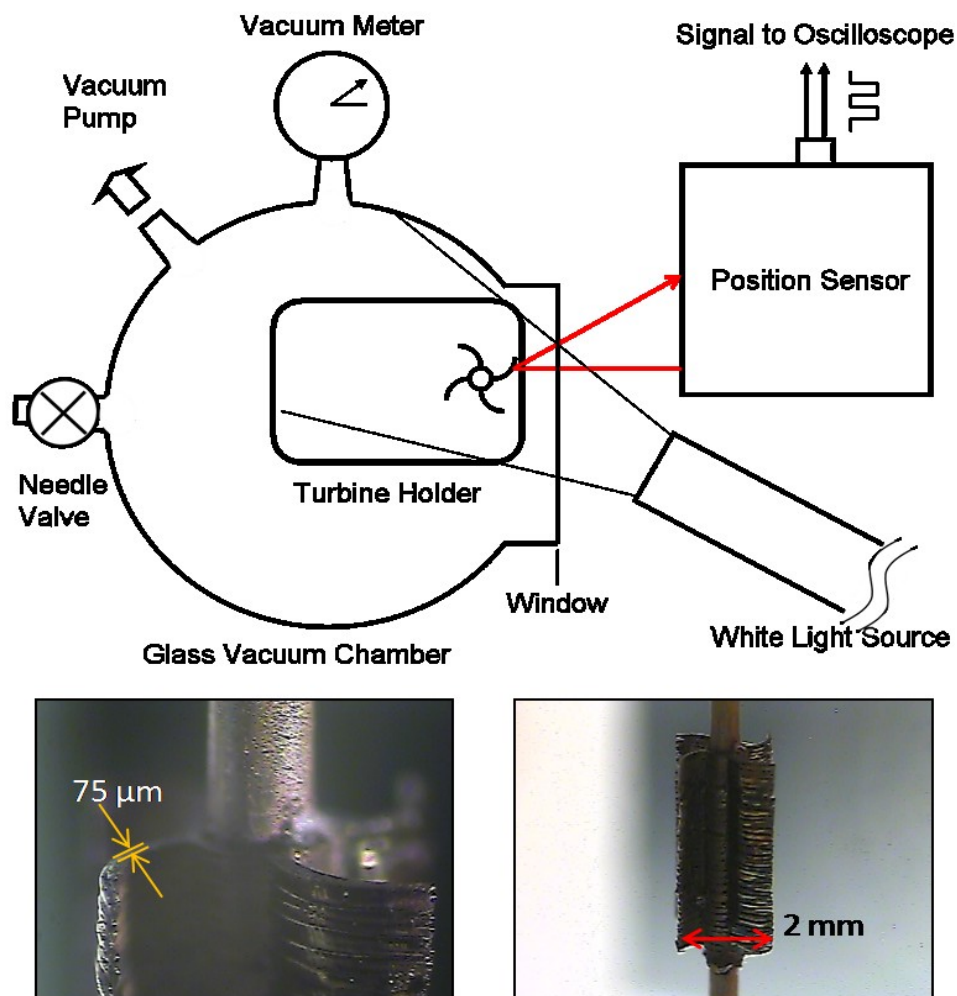 Vacuum Meter
Signal to Oscilloscope
Vacuum
Pump
Position Sensor
Needle
Valve
Turbine Holder
Window
Glass Vacuum Chamber
White Light Source
75 μm
2 mm